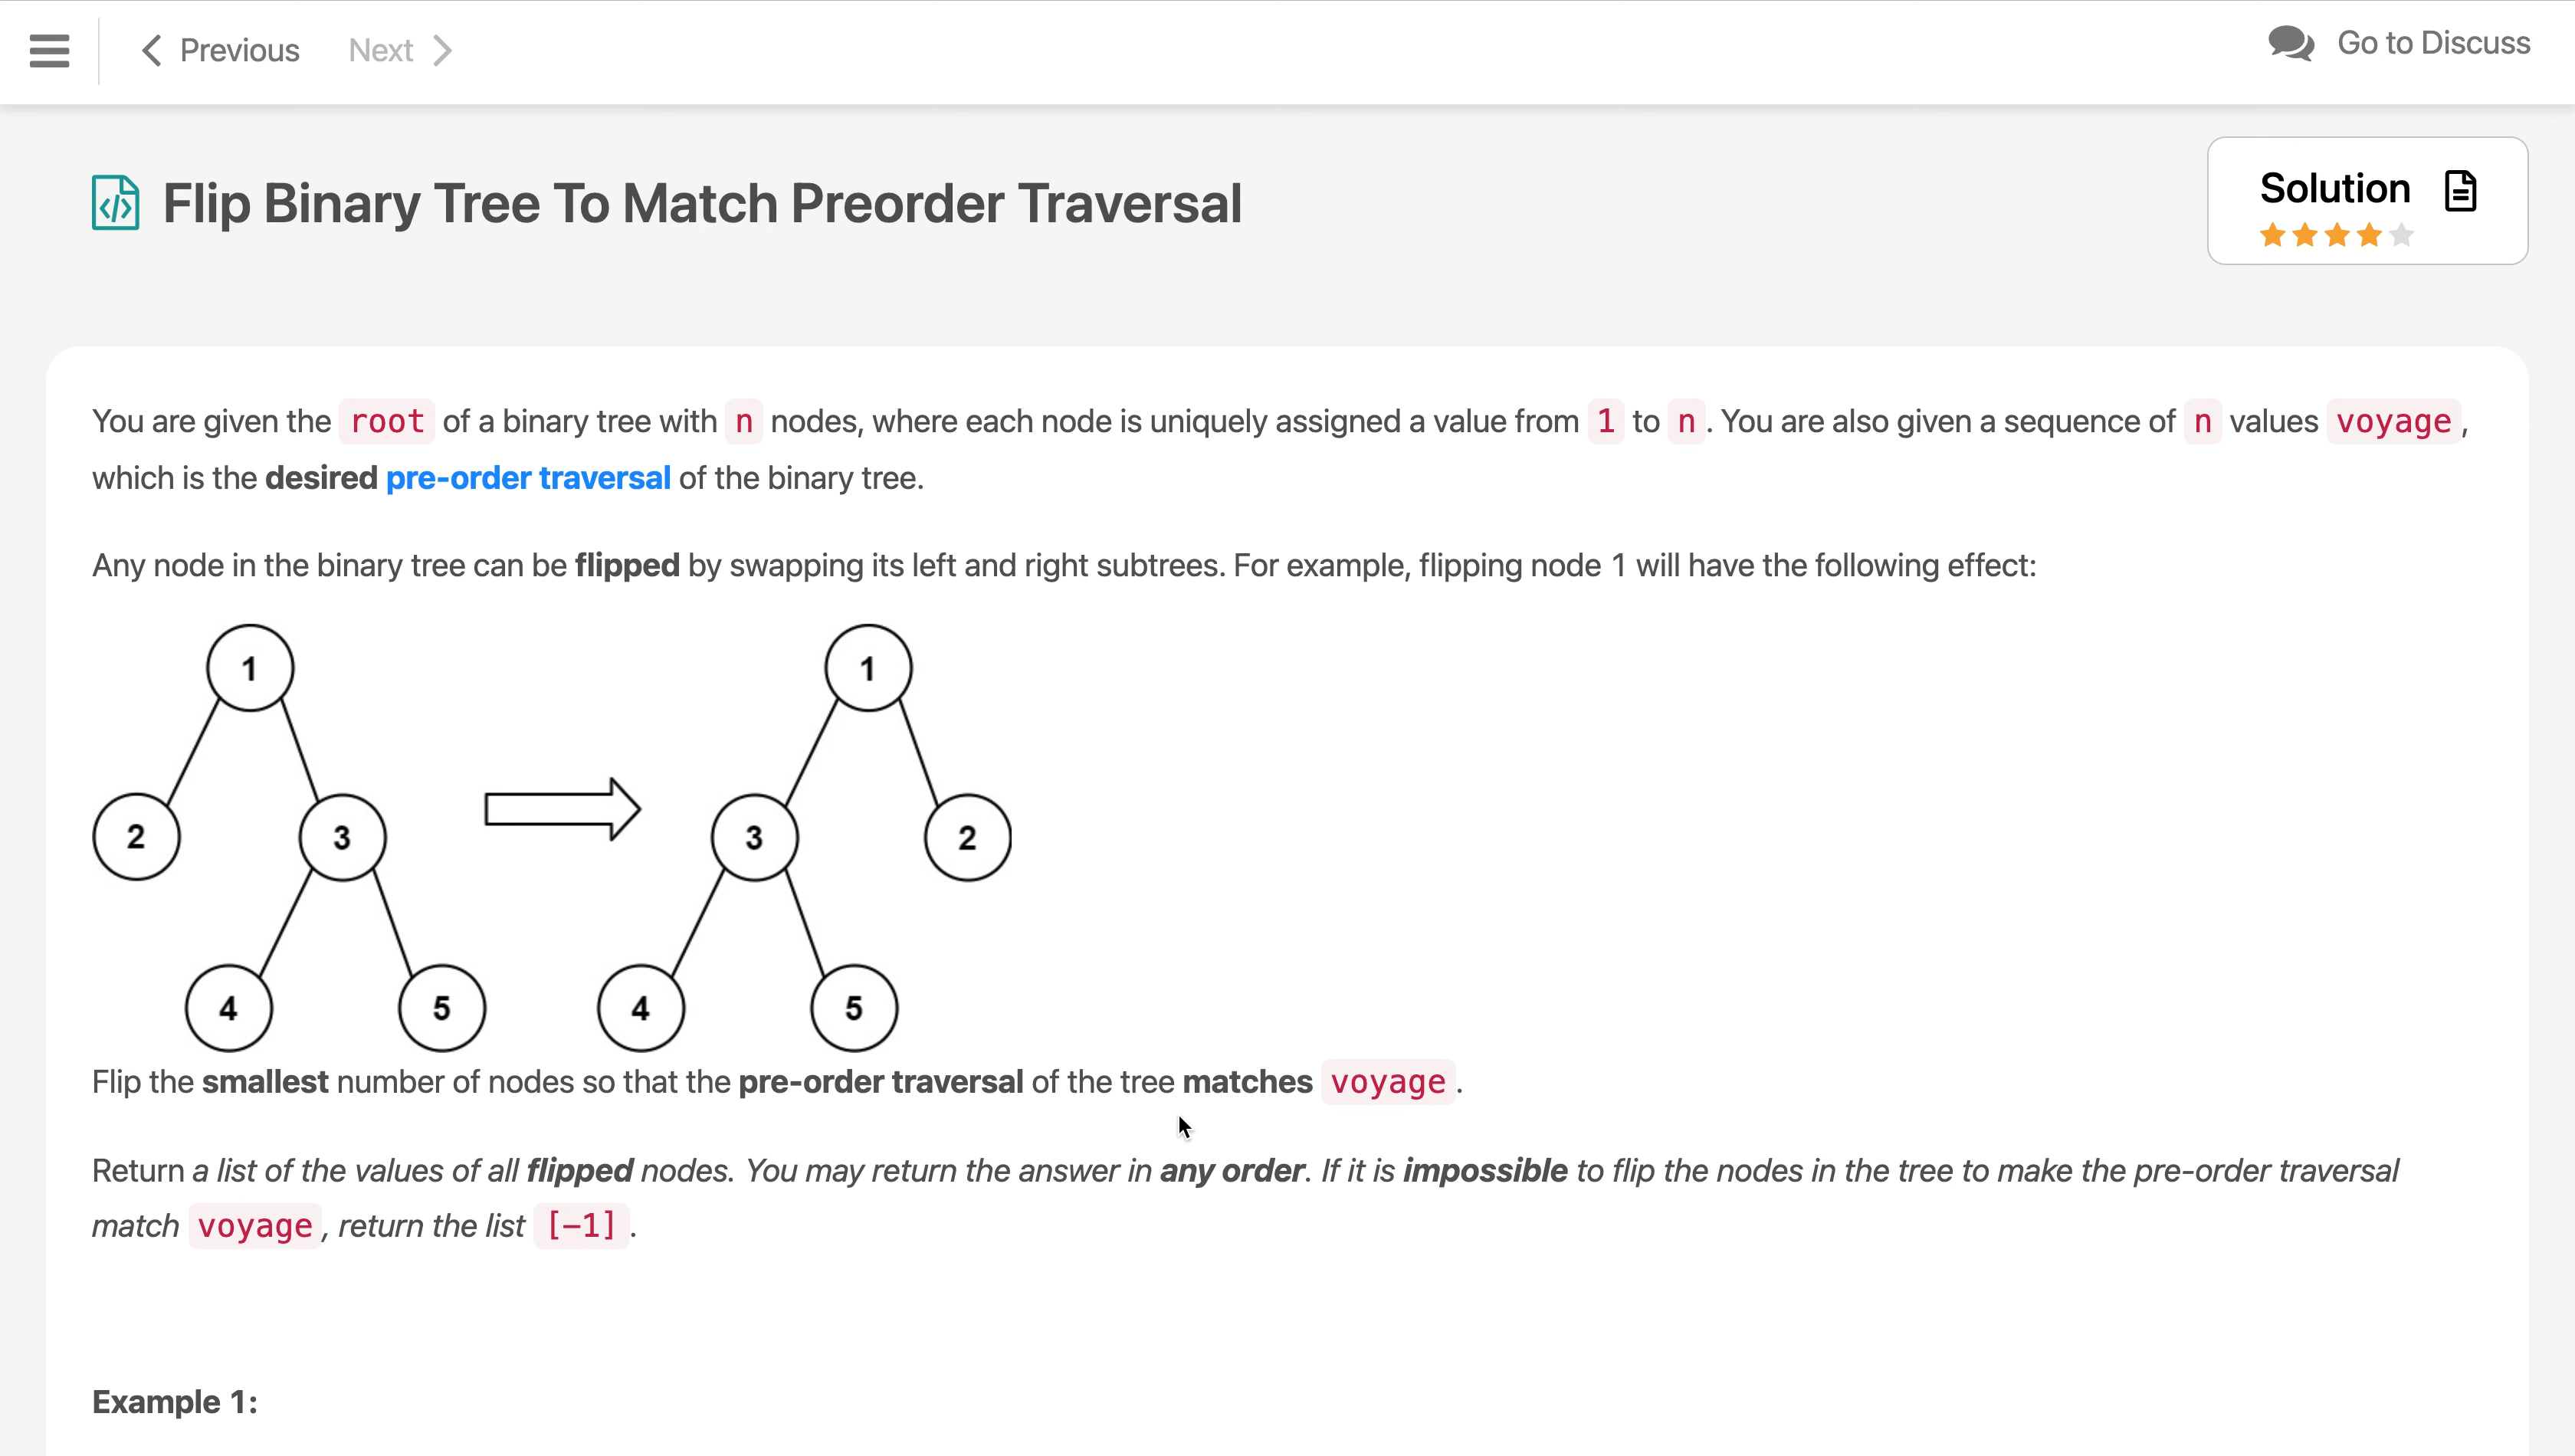 Previous Next Go to Discuss
Flip Binary Tree To Match Preorder Traversal
Solution
You are given the root of a binary tree with n nodes, where each node is uniquely assigned a value from 1 to n. You are also given a sequence of n values voyage,
which is the desired pre-order traversal of the binary tree.
Any node in the binary tree can be flipped by swapping its left and right subtrees. For example, flipping node 1 will have the following effect:
1 1
2 3 3 2
4 5 4 5
Flip the smallest number of nodes so that the pre-order traversal of the tree matches voyage.
Return a list of the values of all flipped nodes. You may return the answer in any order. If it is impossible to flip the nodes in the tree to make the pre-order traversal
match voyage, return the list [-1].
Example 1: